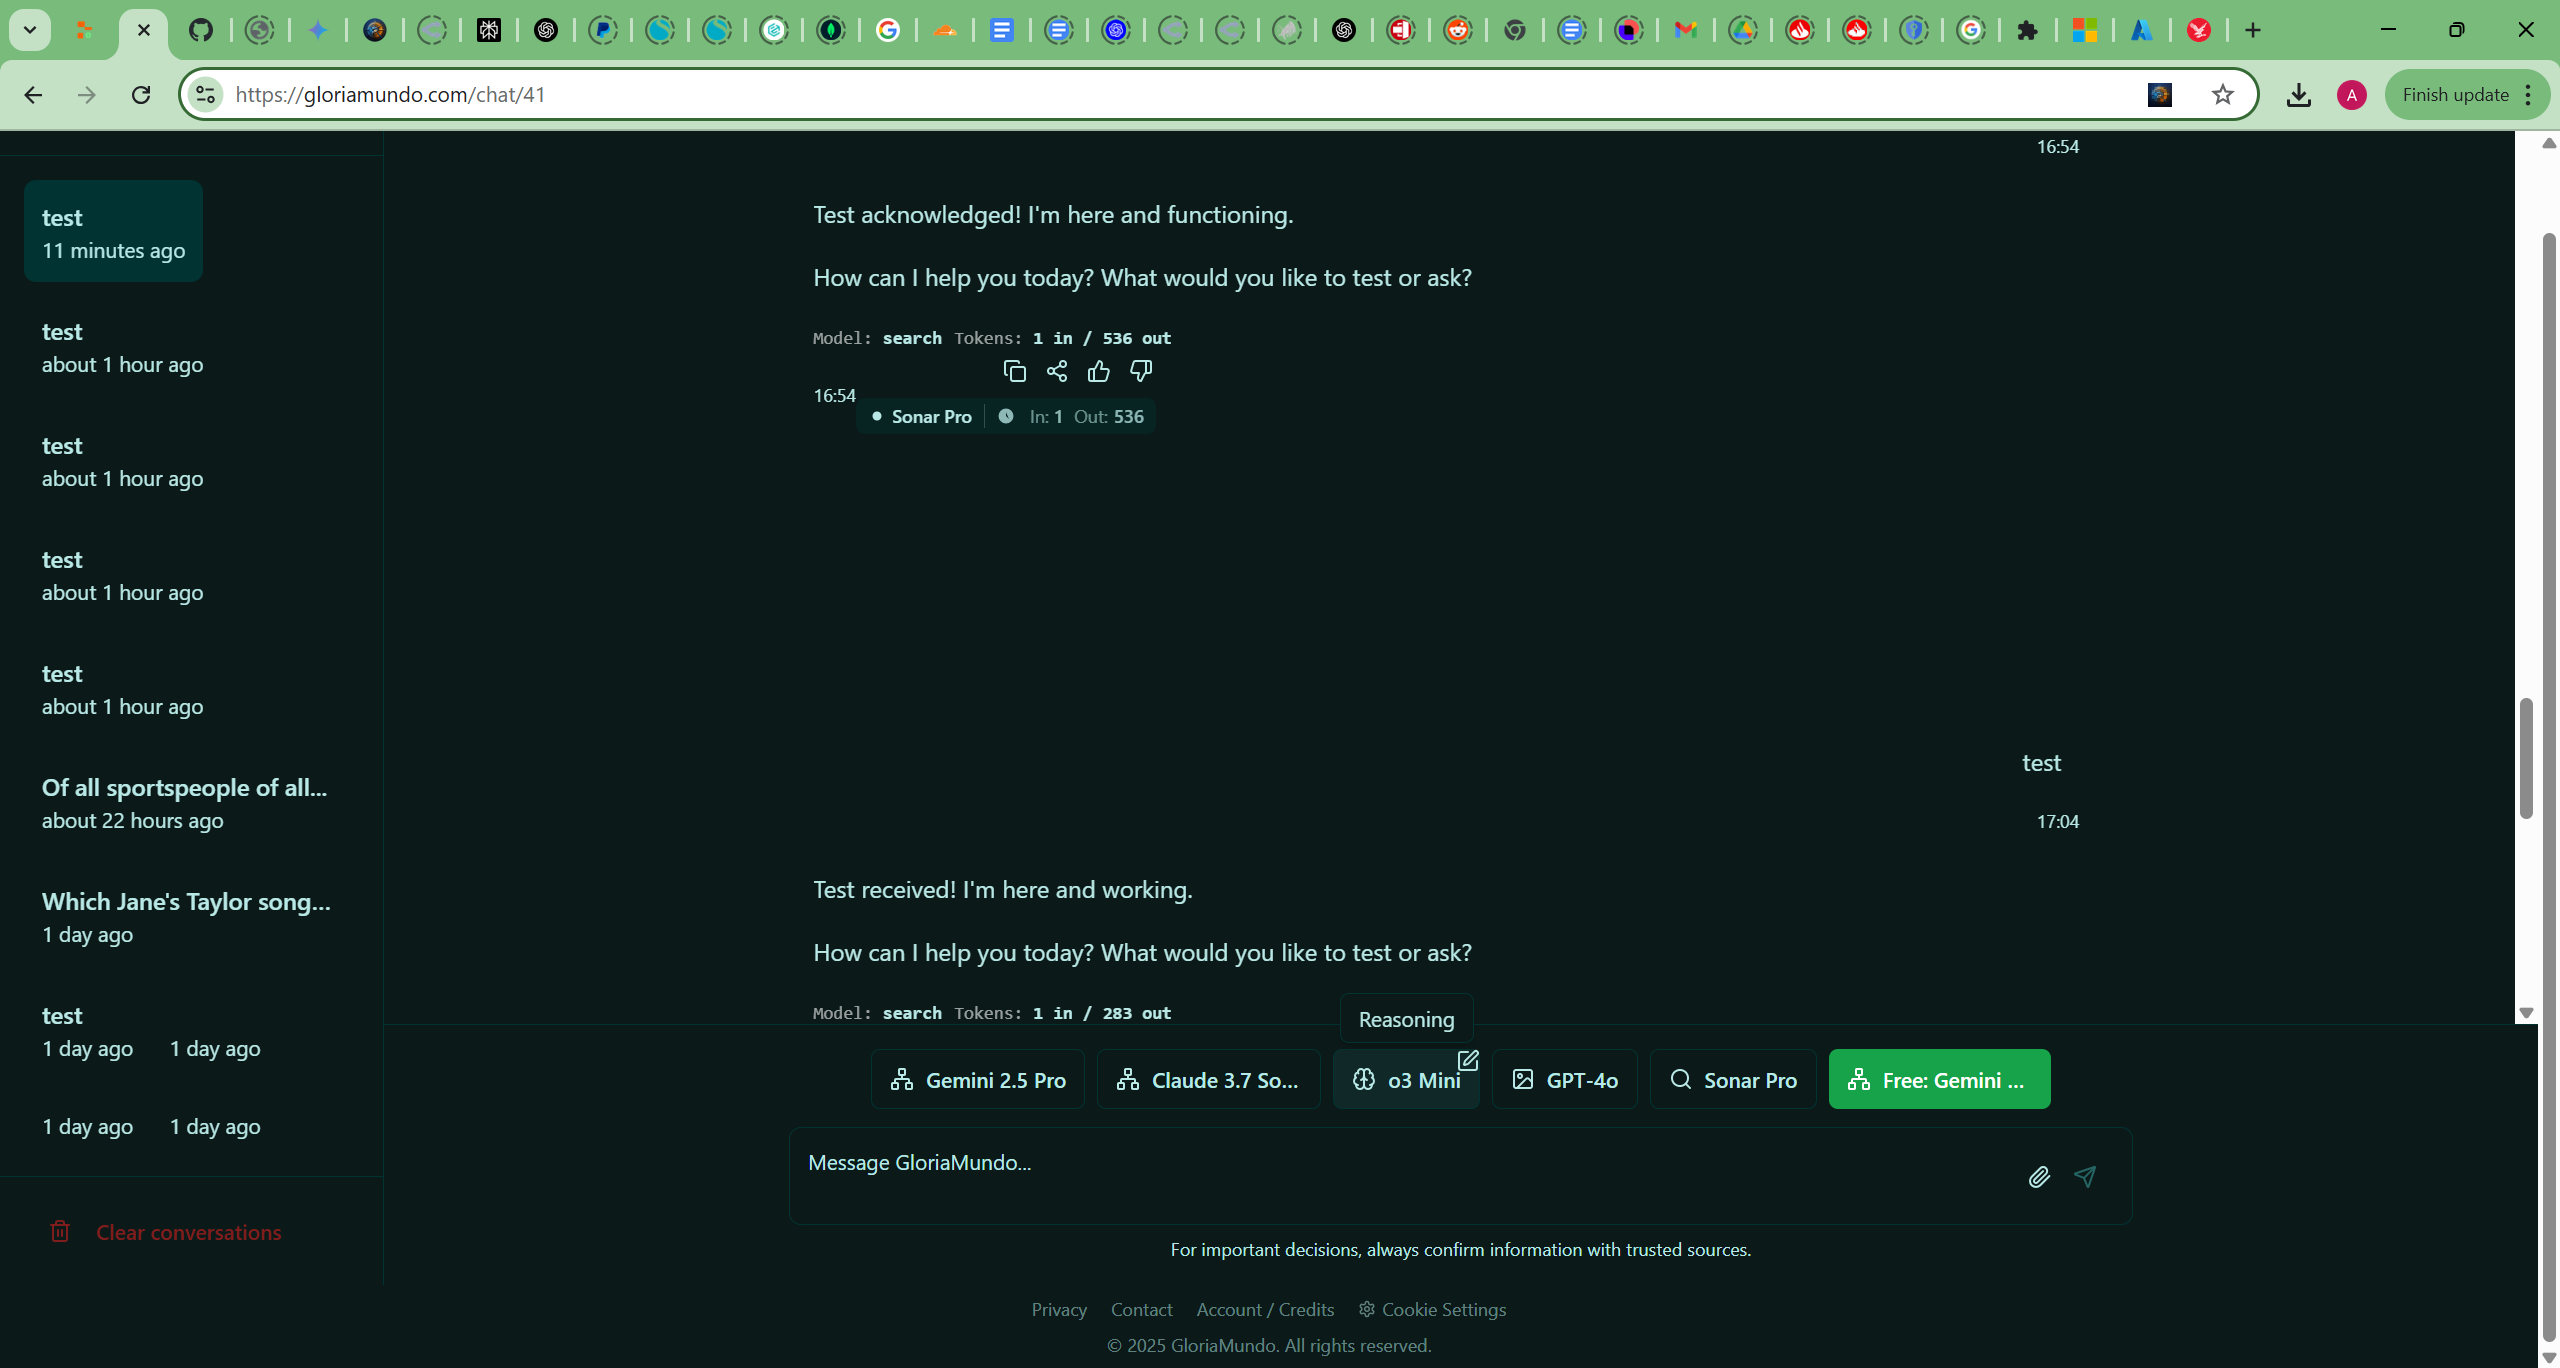 https://gloriamundo.com/chat/41
A
Finish update
test
11 minutes ago
test
about 1 hour ago
test
about 1 hour ago
test
about 1 hour ago
test
about 1 hour ago
Of all sportspeople of all...
about 22 hours ago
Which Jane's Taylor song...
1 day ago
test
1 day ago 1 day ago
1 day ago 1 day ago
Clear conversations
16:54
Test acknowledged! I'm here and functioning.
How can I help you today? What would you like to test or ask?
Model: search Tokens: 1 in / 536 out
16:54
Sonar Pro In: 1 Out: 536
test
17:04
Test received! I'm here and working.
How can I help you today? What would you like to test or ask?
Model: search Tokens: 1 in / 283 out
Reasoning
Gemini 2.5 Pro Claude 3.7 So... o3 Mini GPT-4o Sonar Pro Free: Gemini ...
Message GloriaMundo...
For important decisions, always confirm information with trusted sources.
Privacy Contact Account / Credits Cookie Settings
© 2025 GloriaMundo. All rights reserved.